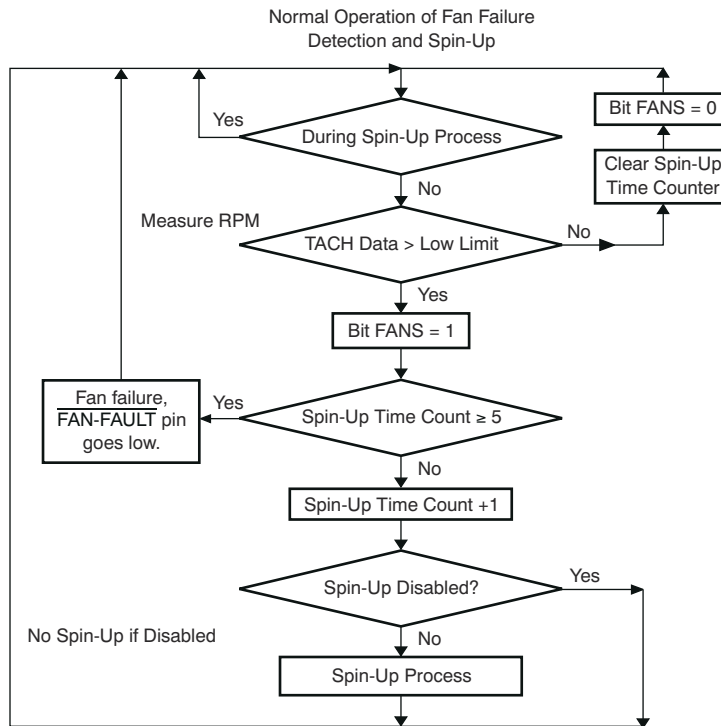 Normal Operation of Fan Failure
Detection and Spin-Up
Yes
During Spin-Up Process
Bit FANS = 0
No
Clear Spin-Up
Time Counter
Measure RPM
TACH Data > Low Limit
No
Yes
Bit FANS = 1
Fan failure,
FAN-FAULT pin
goes low.
Yes
Spin-Up Time Count ≥ 5
No
Spin-Up Time Count +1
Spin-Up Disabled?
Yes
No Spin-Up if Disabled
No
Spin-Up Process